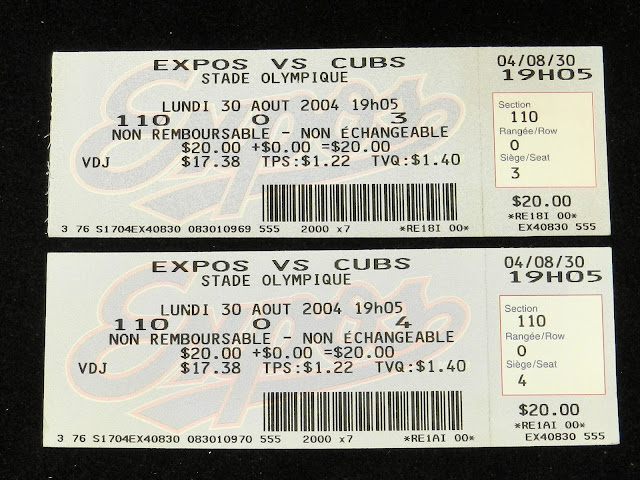 EXPOS VS CUBS
STADE OLYMPIQUE
LUNDI 30 AOUT 2004 19h05
110 0 3
NON REMBOURSABLE - NON ÉCHANGEABLE
$20.00 +$0.00 =$20.00
VDJ $17.38 TPS:$1.22 TVQ:$1.40
3 76 S1704EX40830 083010969 555 2000 x7 *RE18I 00*
Expos
04/08/30
19H05
Section
110
Rangée/Row
0
Siège/Seat
3
$20.00
*RE18I 00*
EX40830 555
EXPOS VS CUBS
STADE OLYMPIQUE
LUNDI 30 AOUT 2004 19h05
110 0 4
NON REMBOURSABLE - NON ÉCHANGEABLE
$20.00 +$0.00 =$20.00
VDJ $17.38 TPS:$1.22 TVQ:$1.40
3 76 S1704EX40830 083010970 555 2000 x7 *RE1AI 00*
Expos
04/08/30
19H05
Section
110
Rangée/Row
0
Siège/Seat
4
$20.00
*RE1AI 00*
EX40830 555